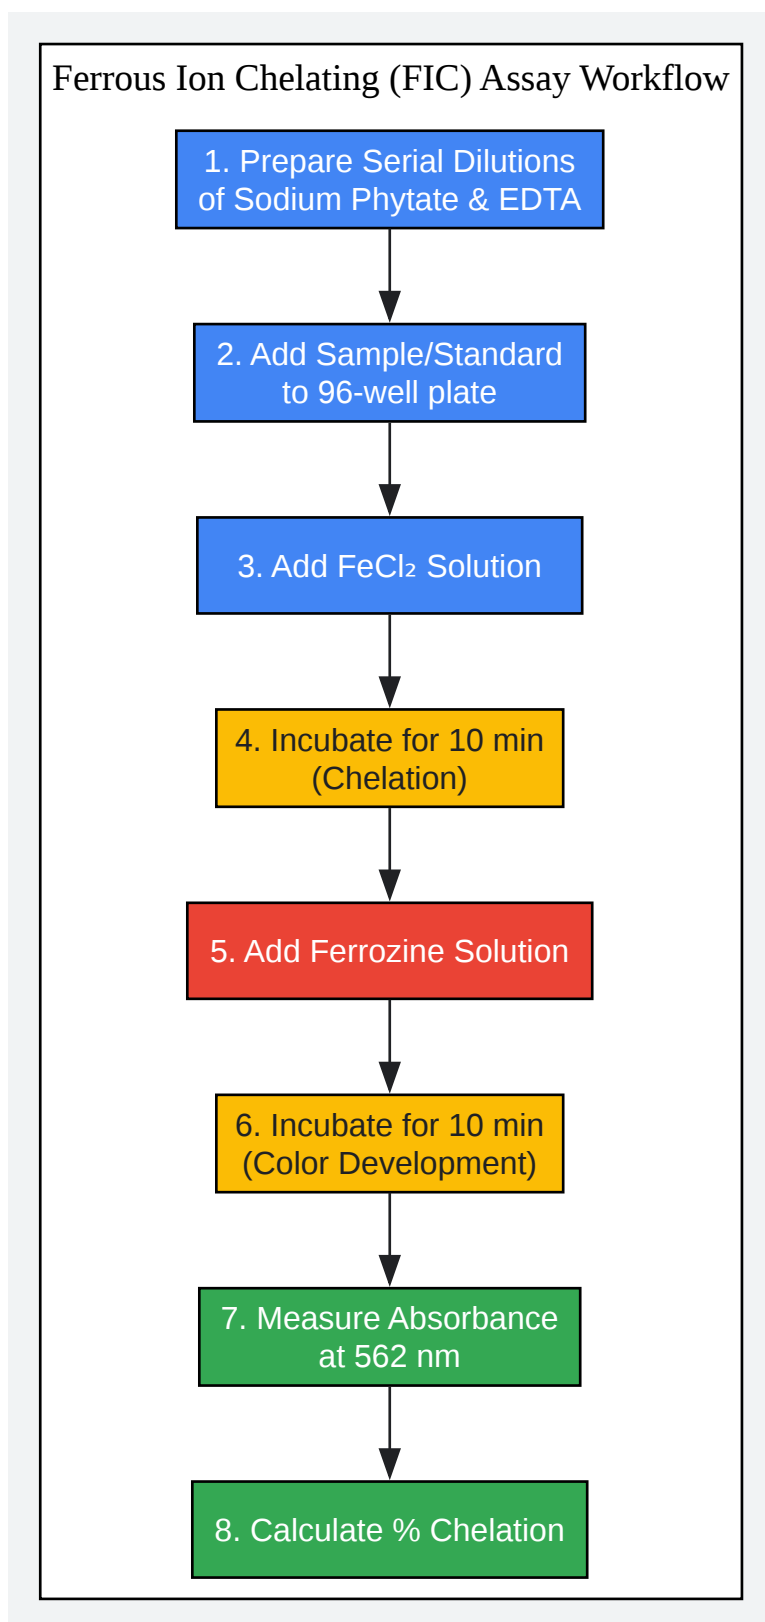 Ferrous Ion Chelating (FIC) Assay Workflow
1. Prepare Serial Dilutions
of Sodium Phytate & EDTA
2. Add Sample/Standard
to 96-well plate
3. Add FeCl₂ Solution
4. Incubate for 10 min
(Chelation)
5. Add Ferrozine Solution
6. Incubate for 10 min
(Color Development)
7. Measure Absorbance
at 562 nm
8. Calculate % Chelation